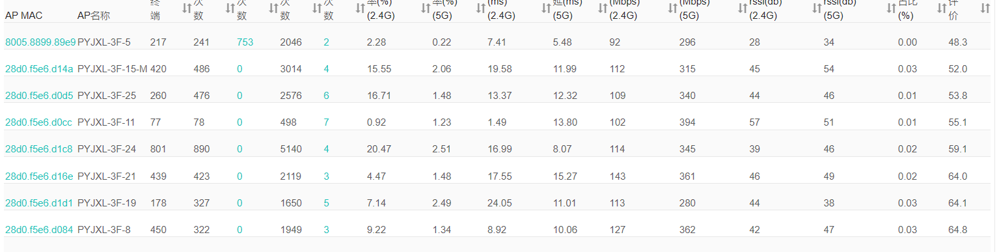 终 次 次 次 次 率(%) 率(%) (ms) 延(ms) (Mbps) (Mbps) rssi(db) rssi(db) 占比 评
AP MAC AP名称 端 数 数 数 数 (2.4G) (5G) (2.4G) (5G) (2.4G) (5G) (2.4G) (5G) (%) 价
8005.8899.89e9 PYJXL-3F-5 217 241 753 2046 2 2.28 0.22 7.41 5.48 92 296 28 34 0.00 48.3
28d0.f5e6.d14a PYJXL-3F-15-M 420 486 0 3014 4 15.55 2.06 19.58 11.99 112 315 45 54 0.03 52.0
28d0.f5e6.d0d5 PYJXL-3F-25 260 476 0 2576 6 16.71 1.48 13.37 12.32 109 340 44 46 0.01 53.8
28d0.f5e6.d0cc PYJXL-3F-11 77 78 0 498 7 0.92 1.23 1.49 13.80 102 394 57 51 0.01 55.1
28d0.f5e6.d1c8 PYJXL-3F-24 801 890 0 5140 4 20.47 2.51 16.99 8.07 114 345 39 46 0.02 59.1
28d0.f5e6.d16e PYJXL-3F-21 439 423 0 2119 3 4.47 1.48 17.55 15.27 143 361 46 49 0.02 64.0
28d0.f5e6.d1d1 PYJXL-3F-19 178 327 0 1650 5 7.14 2.49 24.05 11.01 113 280 44 38 0.03 64.1
28d0.f5e6.d084 PYJXL-3F-8 450 322 0 1949 3 9.22 1.34 8.92 10.06 127 362 42 47 0.03 64.8